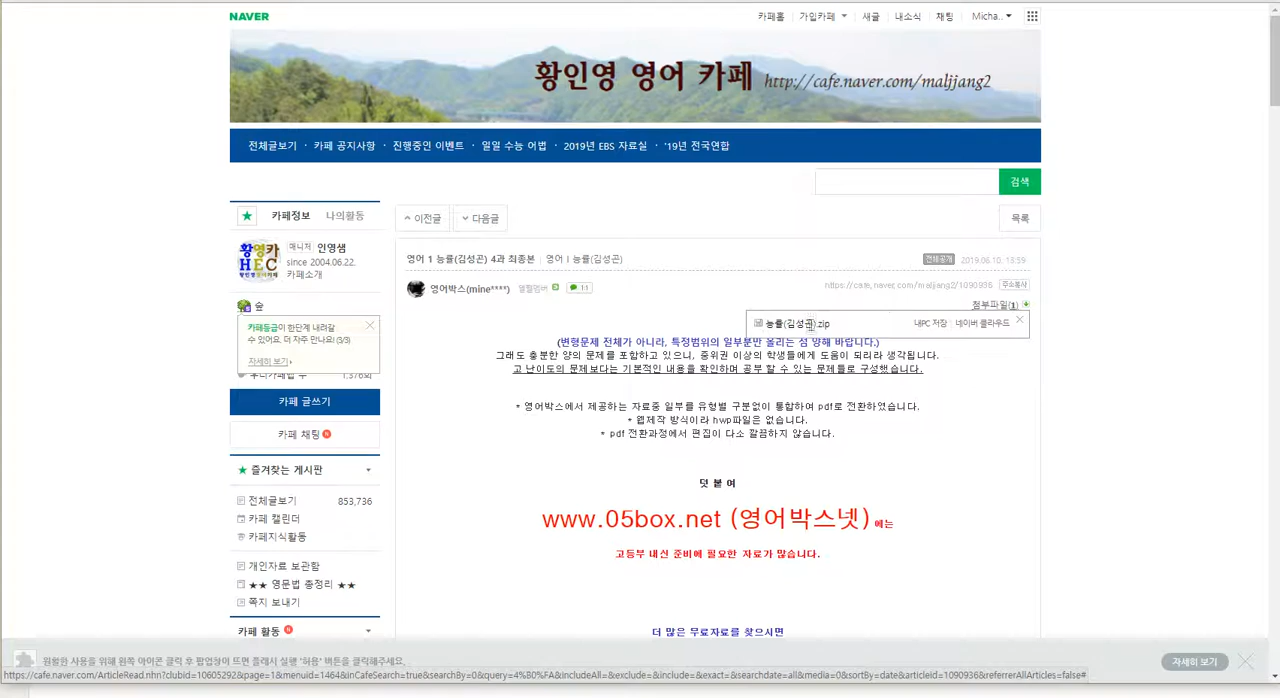 NAVER
카페홈 가입카페 새글 내소식 채팅 Micha..
황인영 영어 카페 http://cafe.naver.com/maljjang2
전체글보기 · 카페 공지사항 · 진행중인 이벤트 · 일일 수능 어법 · 2019년 EBS 자료실 · '19년 전국연합
검색
카페정보 나의활동
이전글 다음글 목록
매니저 인영샘
since 2004.06.22.
카페소개
숲
카페등급이 한단계 내려갈
수 있어요. 더 자주 만나요! (3/3)
자세히 보기
1,376회
카페 글쓰기
카페 채팅 N
즐겨찾는 게시판
전체글보기 853,736
카페 캘린더
카페지식활동
개인자료 보관함
★★ 영문법 총정리 ★★
쪽지 보내기
카페 활동 N
영어 1 능률(김성곤) 4과 최종본 영어 I 능률(김성곤) 전체공개 2019.06.10. 13:59
영어박스(mine****) 열렬멤버 11 https://cafe.naver.com/maljjang2/1090936 주소복사
첨부파일(1)
능률(김성곤).zip 내PC 저장 네이버 클라우드
(변형문제 전체가 아니라, 특정범위의 일부분만 올리는 점 양해 바랍니다.)
그래도 충분한 양의 문제를 포함하고 있으니, 중위권 이상의 학생들에게 도움이 되리라 생각됩니다.
고 난이도의 문제보다는 기본적인 내용을 확인하며 공부 할 수 있는 문제들로 구성했습니다.
* 영어박스에서 제공하는 자료중 일부를 유형별 구분없이 통합하여 pdf로 전환하였습니다.
* 웹제작 방식이라 hwp파일은 없습니다.
* pdf 전환과정에서 편집이 다소 깔끔하지 않습니다.
덧 붙 여
www.05box.net (영어박스넷) 에는
고등부 내신 준비에 필요한 자료가 많습니다.
더 많은 무료자료를 찾으시면
원활한 사용을 위해 왼쪽 아이콘 클릭 후 팝업창이 뜨면 플래시 실행 '허용' 버튼을 클릭해주세요. 자세히 보기
https://cafe.naver.com/ArticleRead.nhn?clubid=10605292&page=1&menuid=1464&inCafeSearch=true&searchBy=0&query=4%B0%FA&includeAll=&exclude=&include=&exact=&searchdate=all&media=0&sortBy=date&articleid=1090936&referrerAllArticles=false#